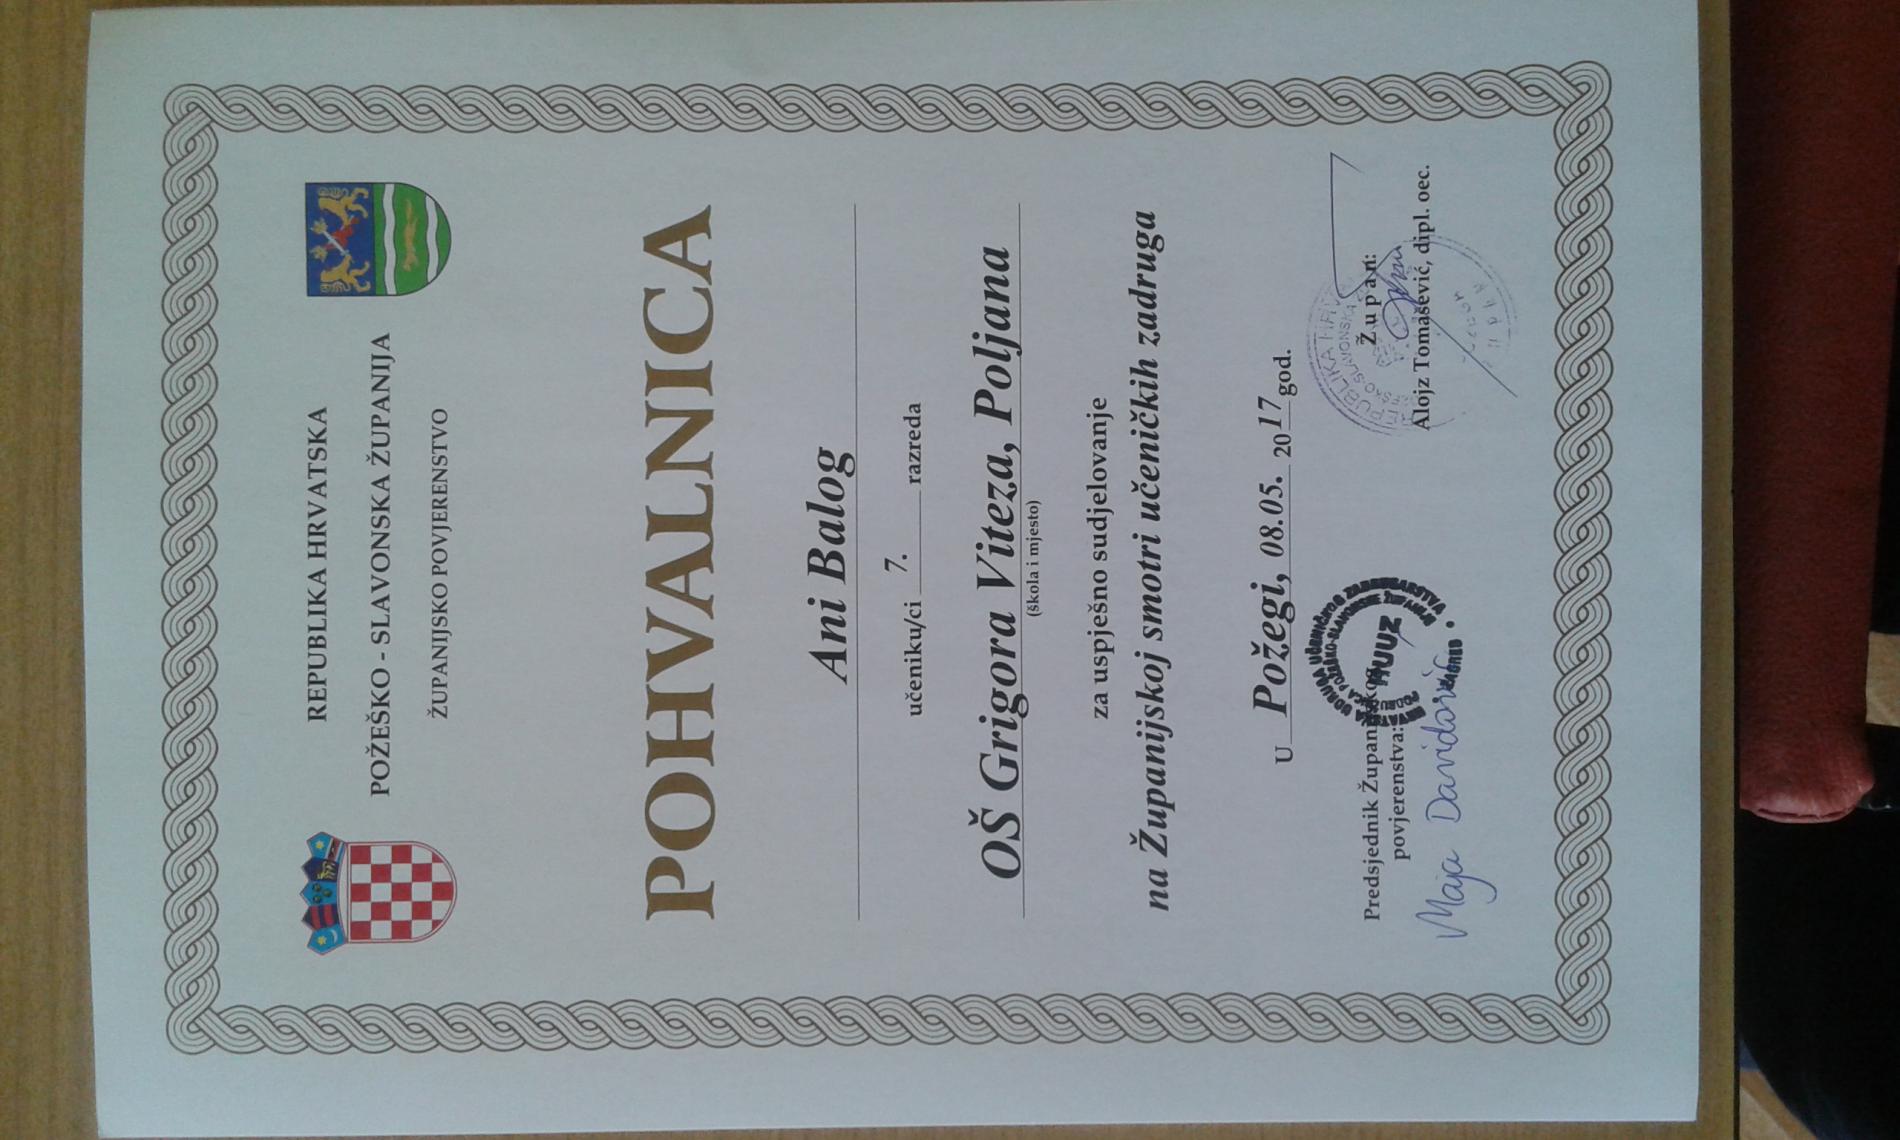 REPUBLIKA HRVATSKA
POŽEŠKO - SLAVONSKA ŽUPANIJA
ŽUPANIJSKO POVJERENSTVO
POHVALNICA
Ani Balog
učeniku/ci 7. razreda
OŠ Grigora Viteza, Poljana
(škola i mjesto)
za uspješno sudjelovanje
na Županijskoj smotri učeničkih zadruga
U Požegi, 08.05. 2017 god.
Predsjednik Županijskog
povjerenstva:
Maja Davidović
HUUZ
ZAGREB
Župan:
Alojz Tomašević, dipl. oec.